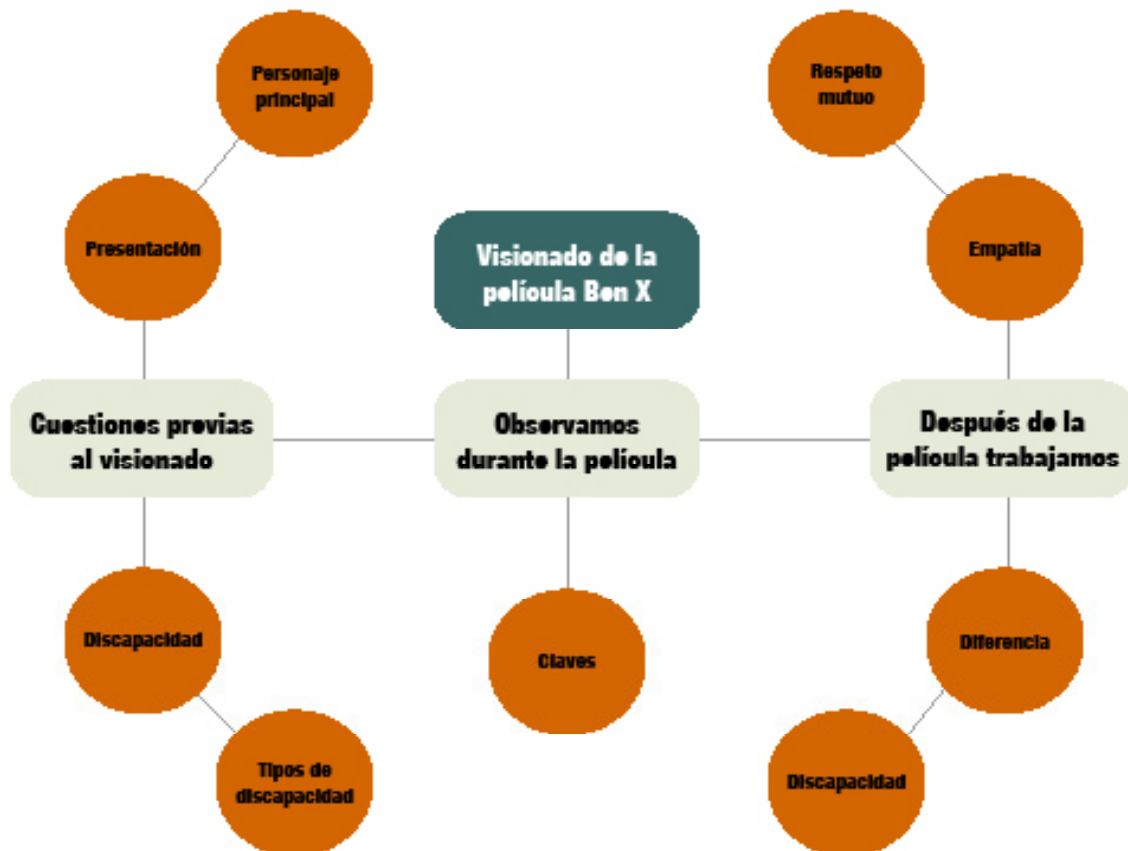 Personaje
principal
Respeto
mutuo
Presentación
Visionado de la
película Ben X
Empatía
Cuestiones previas
al visionado
Observamos
durante la película
Después de la
película trabajamos
Discapacidad
Claves
Diferencia
Tipos de
discapacidad
Discapacidad